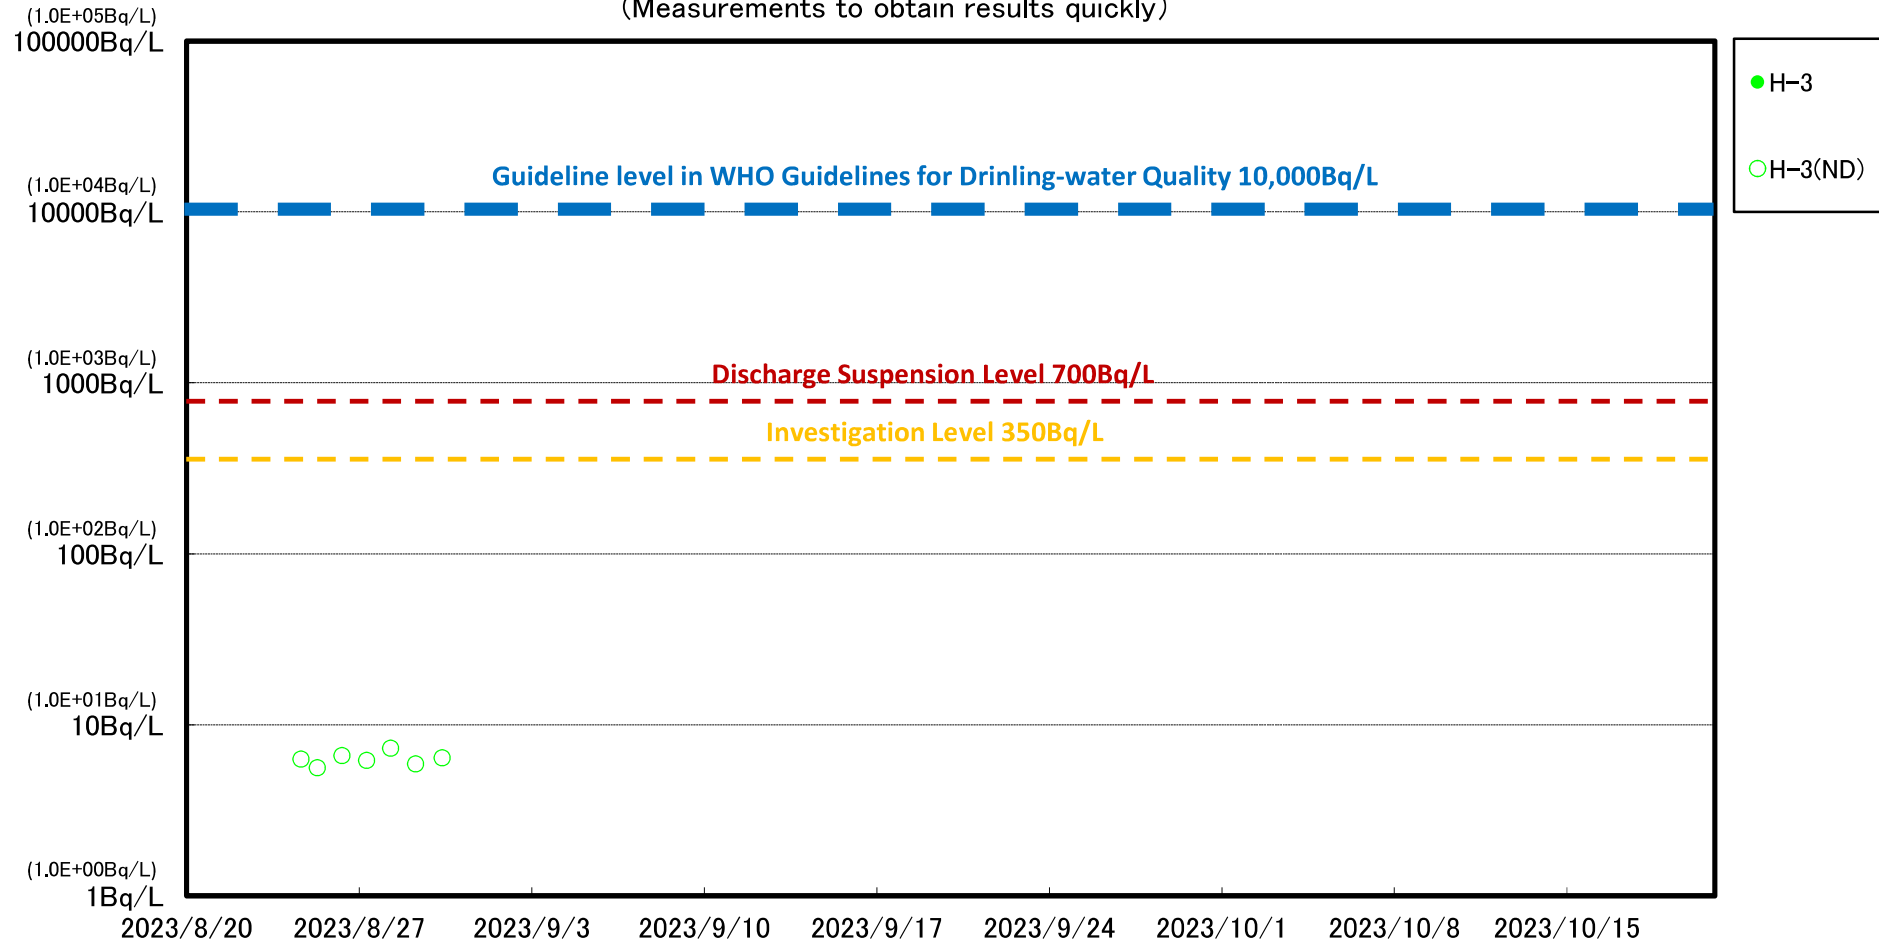 (Measurements to obtain results quickly)
(1.0E+05Bq/L)
100000Bq/L
H-3
H-3(ND)
Guideline level in WHO Guidelines for Drinling-water Quality 10,000Bq/L
(1.0E+04Bq/L)
10000Bq/L
(1.0E+03Bq/L)
1000Bq/L
Discharge Suspension Level 700Bq/L
Investigation Level 350Bq/L
(1.0E+02Bq/L)
100Bq/L
(1.0E+01Bq/L)
10Bq/L
(1.0E+00Bq/L)
1Bq/L
2023/8/20 2023/8/27 2023/9/3 2023/9/10 2023/9/17 2023/9/24 2023/10/1 2023/10/8 2023/10/15